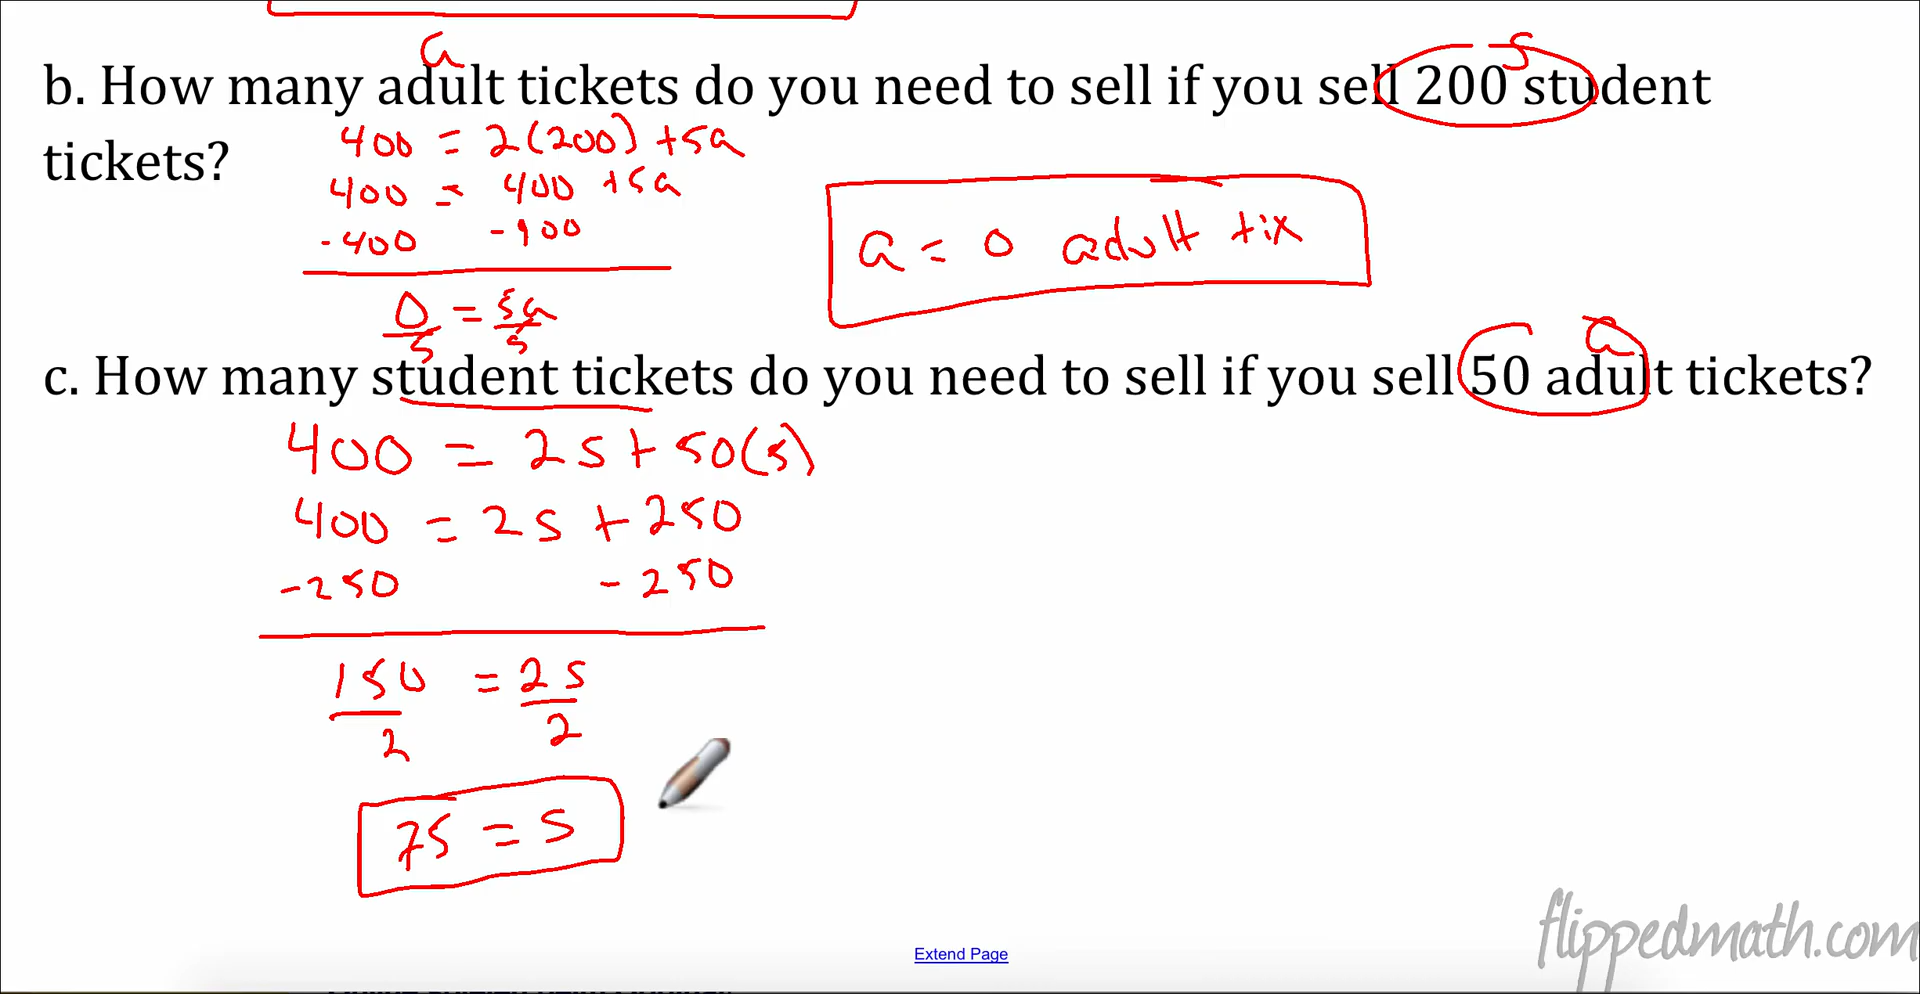 a
s
b. How many adult tickets do you need to sell if you sell 200 student
tickets?
400 = 2(200) + 5a
400 = 400 + 5a
-400 -400
0/5 = 5a/5
a = 0 adult tix
a
c. How many student tickets do you need to sell if you sell 50 adult tickets?
400 = 2s + 50(5)
400 = 2s + 250
-250 -250
150/2 = 2s/2
75 = s
Extend Page
flippedmath.com